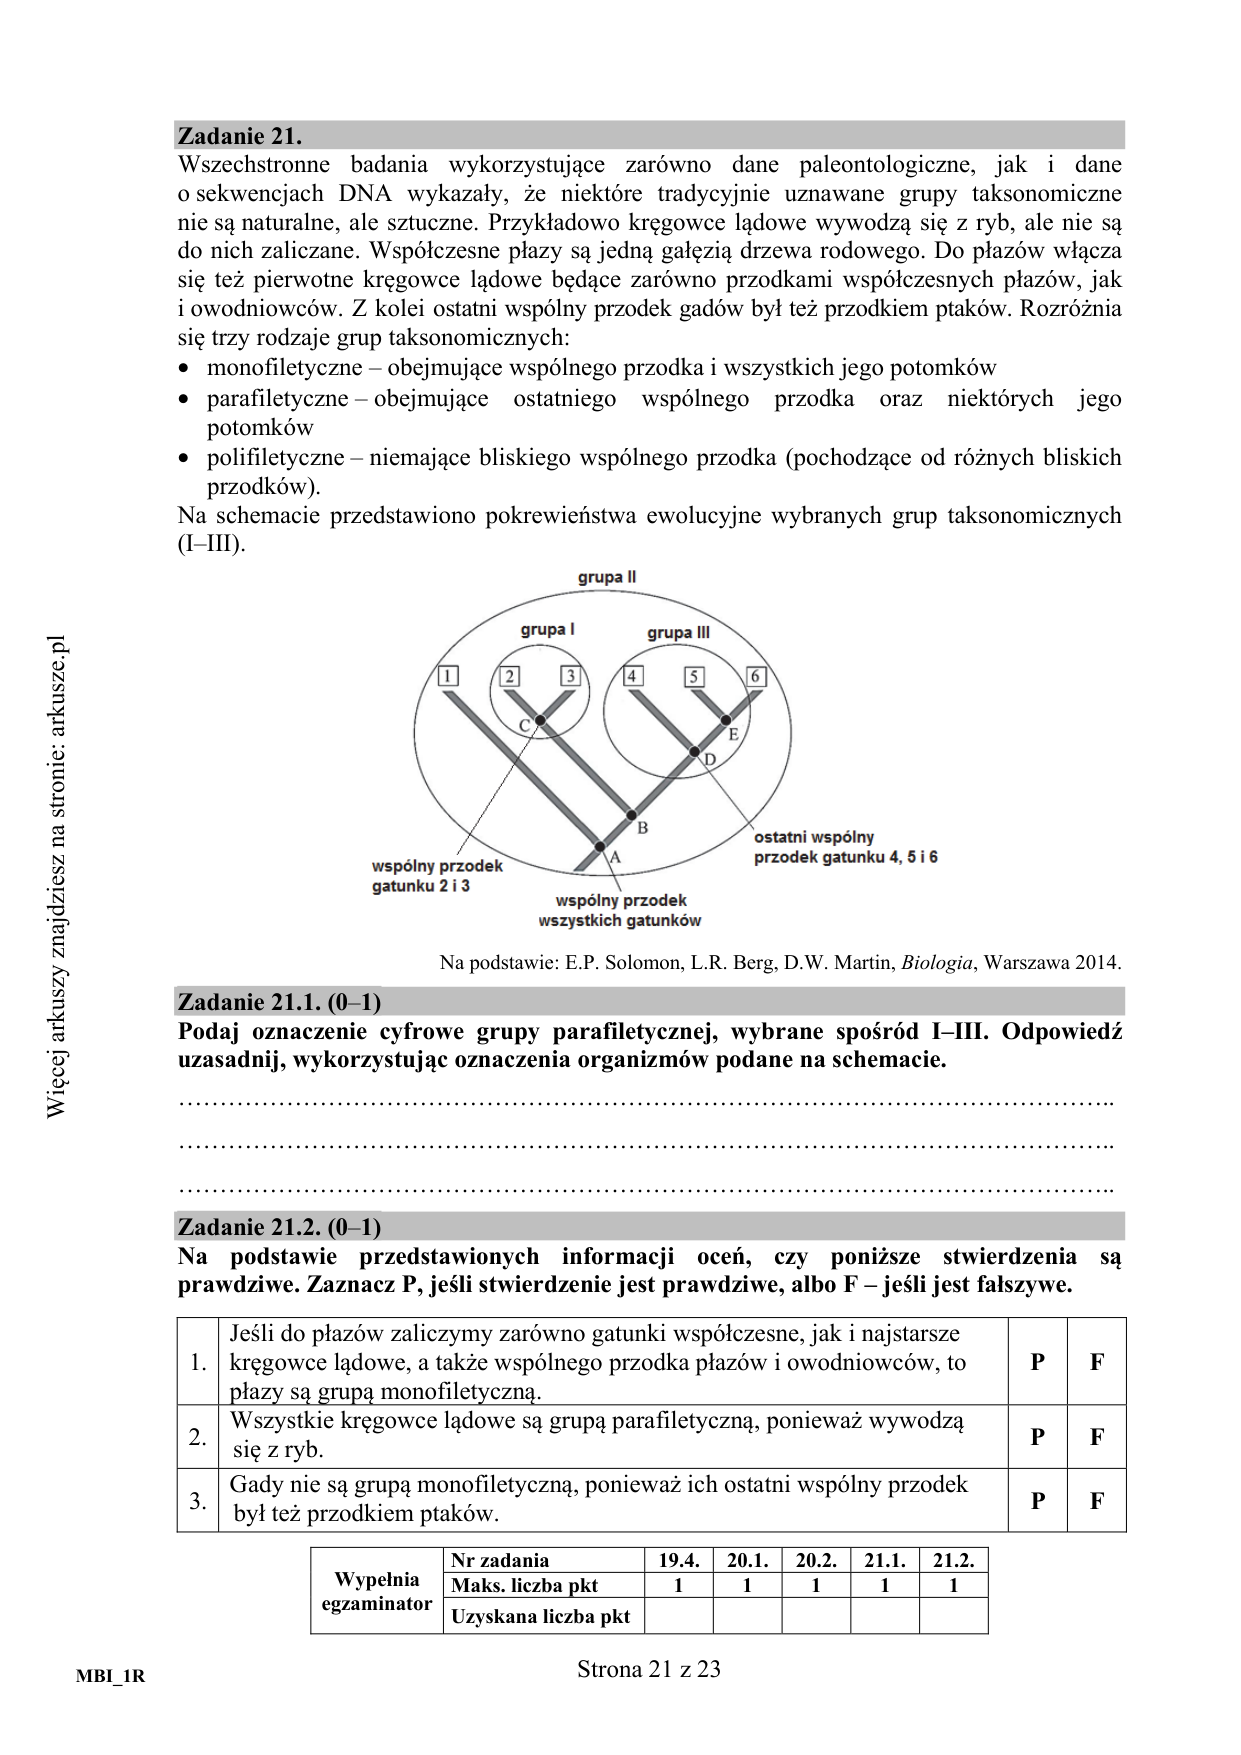 Zadanie 21.
Wszechstronne badania wykorzystujące zarówno dane paleontologiczne, jak i dane
o sekwencjach DNA wykazały, że niektóre tradycyjnie uznawane grupy taksonomiczne
nie są naturalne, ale sztuczne. Przykładowo kręgowce lądowe wywodzą się z ryb, ale nie są
do nich zaliczane. Współczesne płazy są jedną gałęzią drzewa rodowego. Do płazów włącza
się też pierwotne kręgowce lądowe będące zarówno przodkami współczesnych płazów, jak
i owodniowców. Z kolei ostatni wspólny przodek gadów był też przodkiem ptaków. Rozróżnia
się trzy rodzaje grup taksonomicznych:
• monofiletyczne – obejmujące wspólnego przodka i wszystkich jego potomków
• parafiletyczne – obejmujące ostatniego wspólnego przodka oraz niektórych jego
potomków
• polifiletyczne – niemające bliskiego wspólnego przodka (pochodzące od różnych bliskich
przodków).
Na schemacie przedstawiono pokrewieństwa ewolucyjne wybranych grup taksonomicznych
(I–III).
grupa II
grupa I
grupa III
1 2 3 4 5 6
C
E
D
B
A
ostatni wspólny
przodek gatunku 4, 5 i 6
wspólny przodek
gatunku 2 i 3
wspólny przodek
wszystkich gatunków
Na podstawie: E.P. Solomon, L.R. Berg, D.W. Martin, Biologia, Warszawa 2014.
Zadanie 21.1. (0–1)
Podaj oznaczenie cyfrowe grupy parafiletycznej, wybrane spośród I–III. Odpowiedź
uzasadnij, wykorzystując oznaczenia organizmów podane na schemacie.
Zadanie 21.2. (0–1)
Na podstawie przedstawionych informacji oceń, czy poniższe stwierdzenia są
prawdziwe. Zaznacz P, jeśli stwierdzenie jest prawdziwe, albo F – jeśli jest fałszywe.
Jeśli do płazów zaliczymy zarówno gatunki współczesne, jak i najstarsze
1. kręgowce lądowe, a także wspólnego przodka płazów i owodniowców, to P F
płazy są grupą monofiletyczną.
2. Wszystkie kręgowce lądowe są grupą parafiletyczną, ponieważ wywodzą P F
się z ryb.
3. Gady nie są grupą monofiletyczną, ponieważ ich ostatni wspólny przodek P F
był też przodkiem ptaków.
Wypełnia
egzaminator
Nr zadania 19.4. 20.1. 20.2. 21.1. 21.2.
Maks. liczba pkt 1 1 1 1 1
Uzyskana liczba pkt
MBI_1R
Strona 21 z 23
Więcej arkuszy znajdziesz na stronie: arkusze.pl